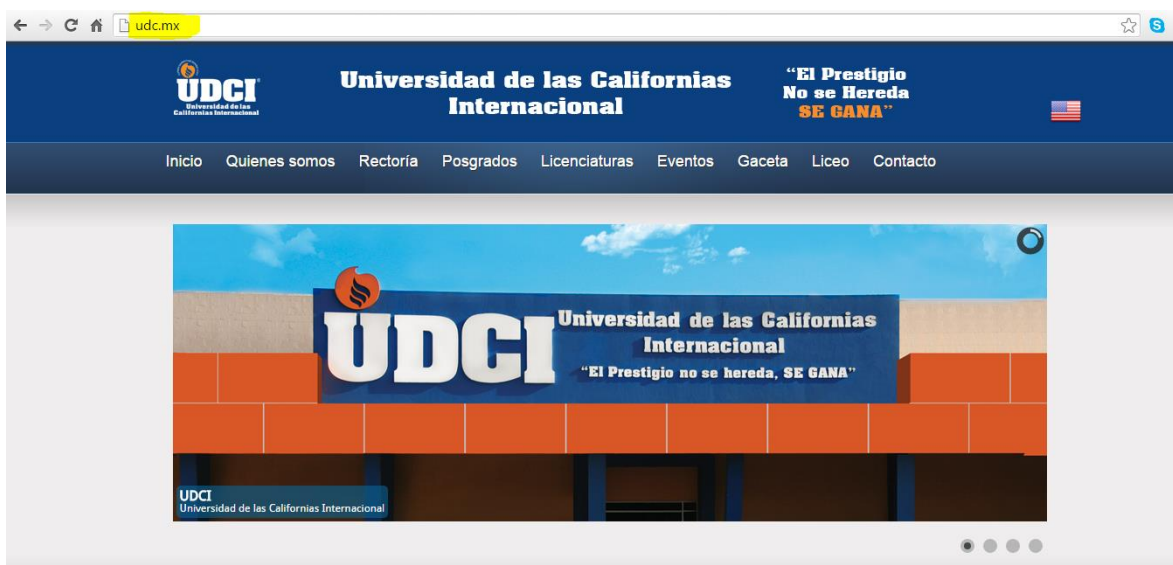 udc.mx
UDCI
Universidad de las
Californias Internacional
Universidad de las Californias
Internacional
“El Prestigio
No se Hereda
SE GANA”
Inicio Quienes somos Rectoría Posgrados Licenciaturas Eventos Gaceta Liceo Contacto
UDCI
Universidad de las Californias
Internacional
“El Prestigio no se hereda, SE GANA”
UDCI
Universidad de las Californias Internacional